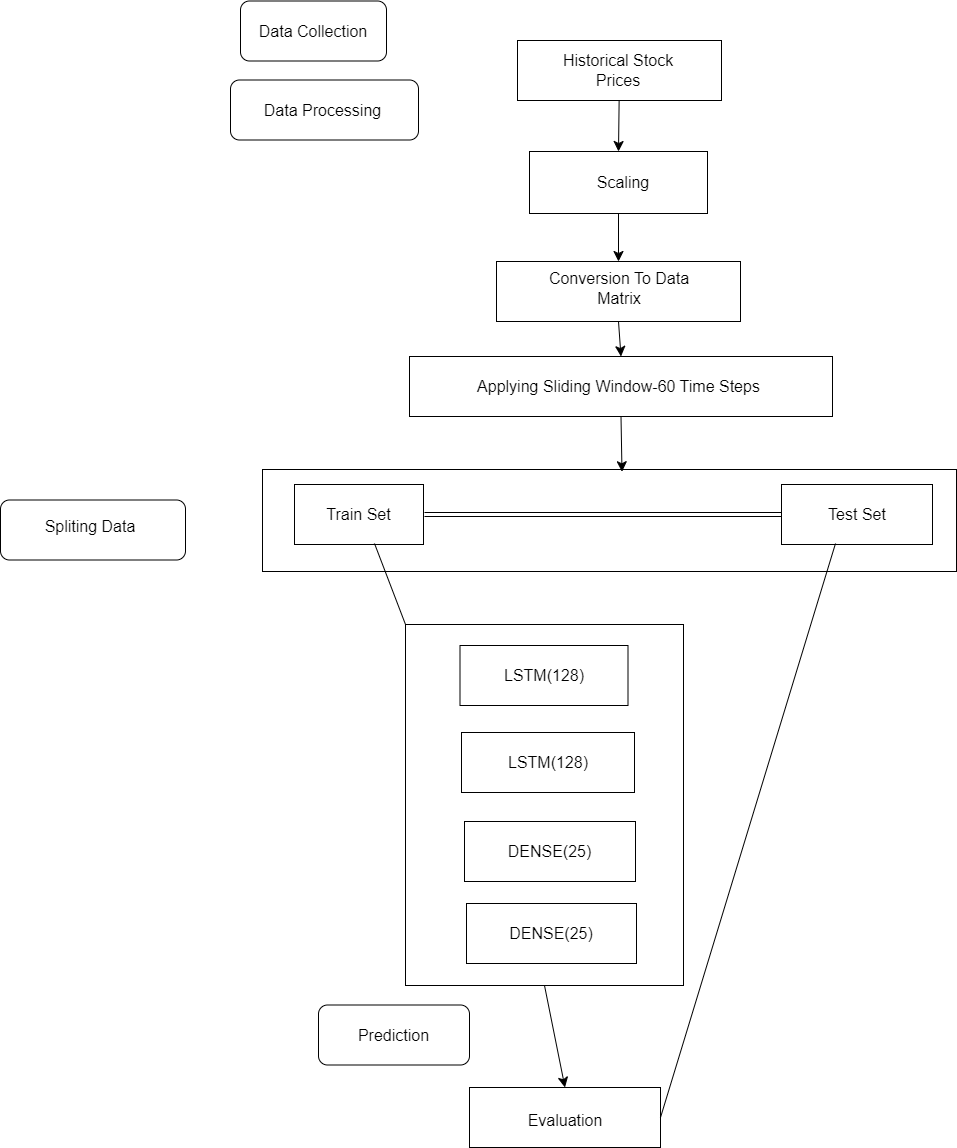 Data Collection
Historical Stock
Prices
Data Processing
Scaling
Conversion To Data
Matrix
Applying Sliding Window-60 Time Steps
Train Set
Test Set
Spliting Data
LSTM(128)
LSTM(128)
DENSE(25)
DENSE(25)
Prediction
Evaluation